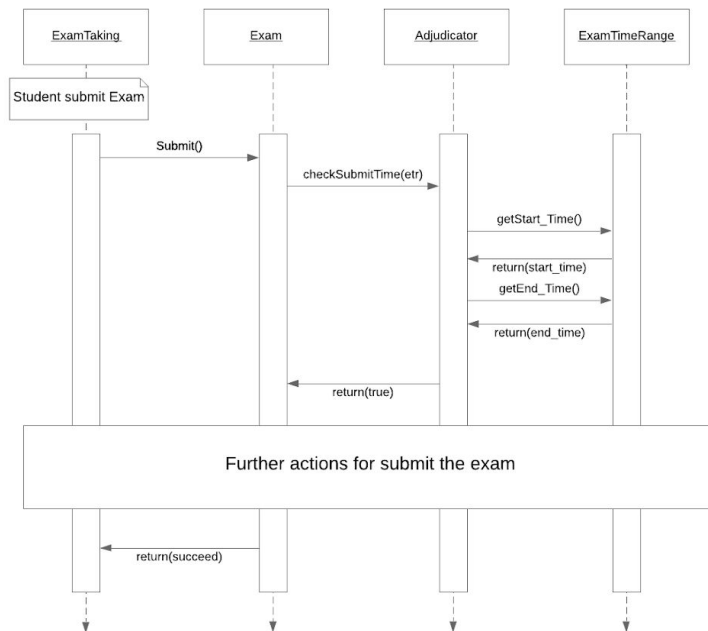 ExamTaking
Exam
Adjudicator
ExamTimeRange
Student submit Exam
Submit()
checkSubmitTime(etr)
getStart_Time()
return(start_time)
getEnd_Time()
return(end_time)
return(true)
Further actions for submit the exam
return(succeed)